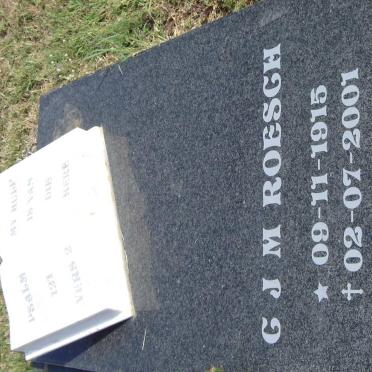 PSALM
121
VERS 2
MY HULP
IS VAN
DIE
HERE
C J M ROESCH
★ 09-11-1915
✝ 02-07-2001